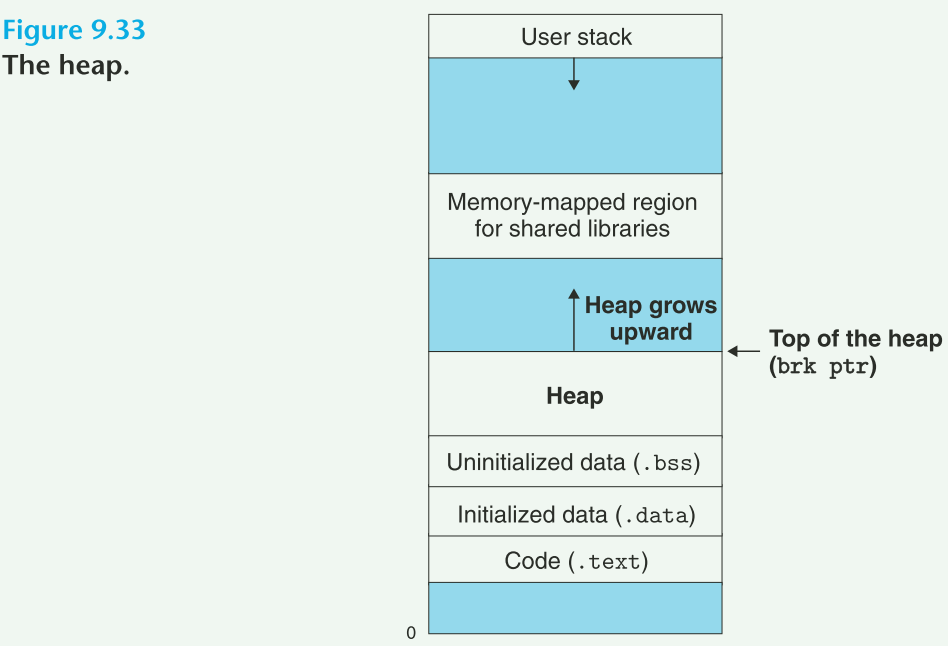 Figure 9.33
The heap.
User stack
Memory-mapped region
for shared libraries
Heap grows
upward
Top of the heap
(brk ptr)
Heap
Uninitialized data (.bss)
Initialized data (.data)
Code (.text)
0